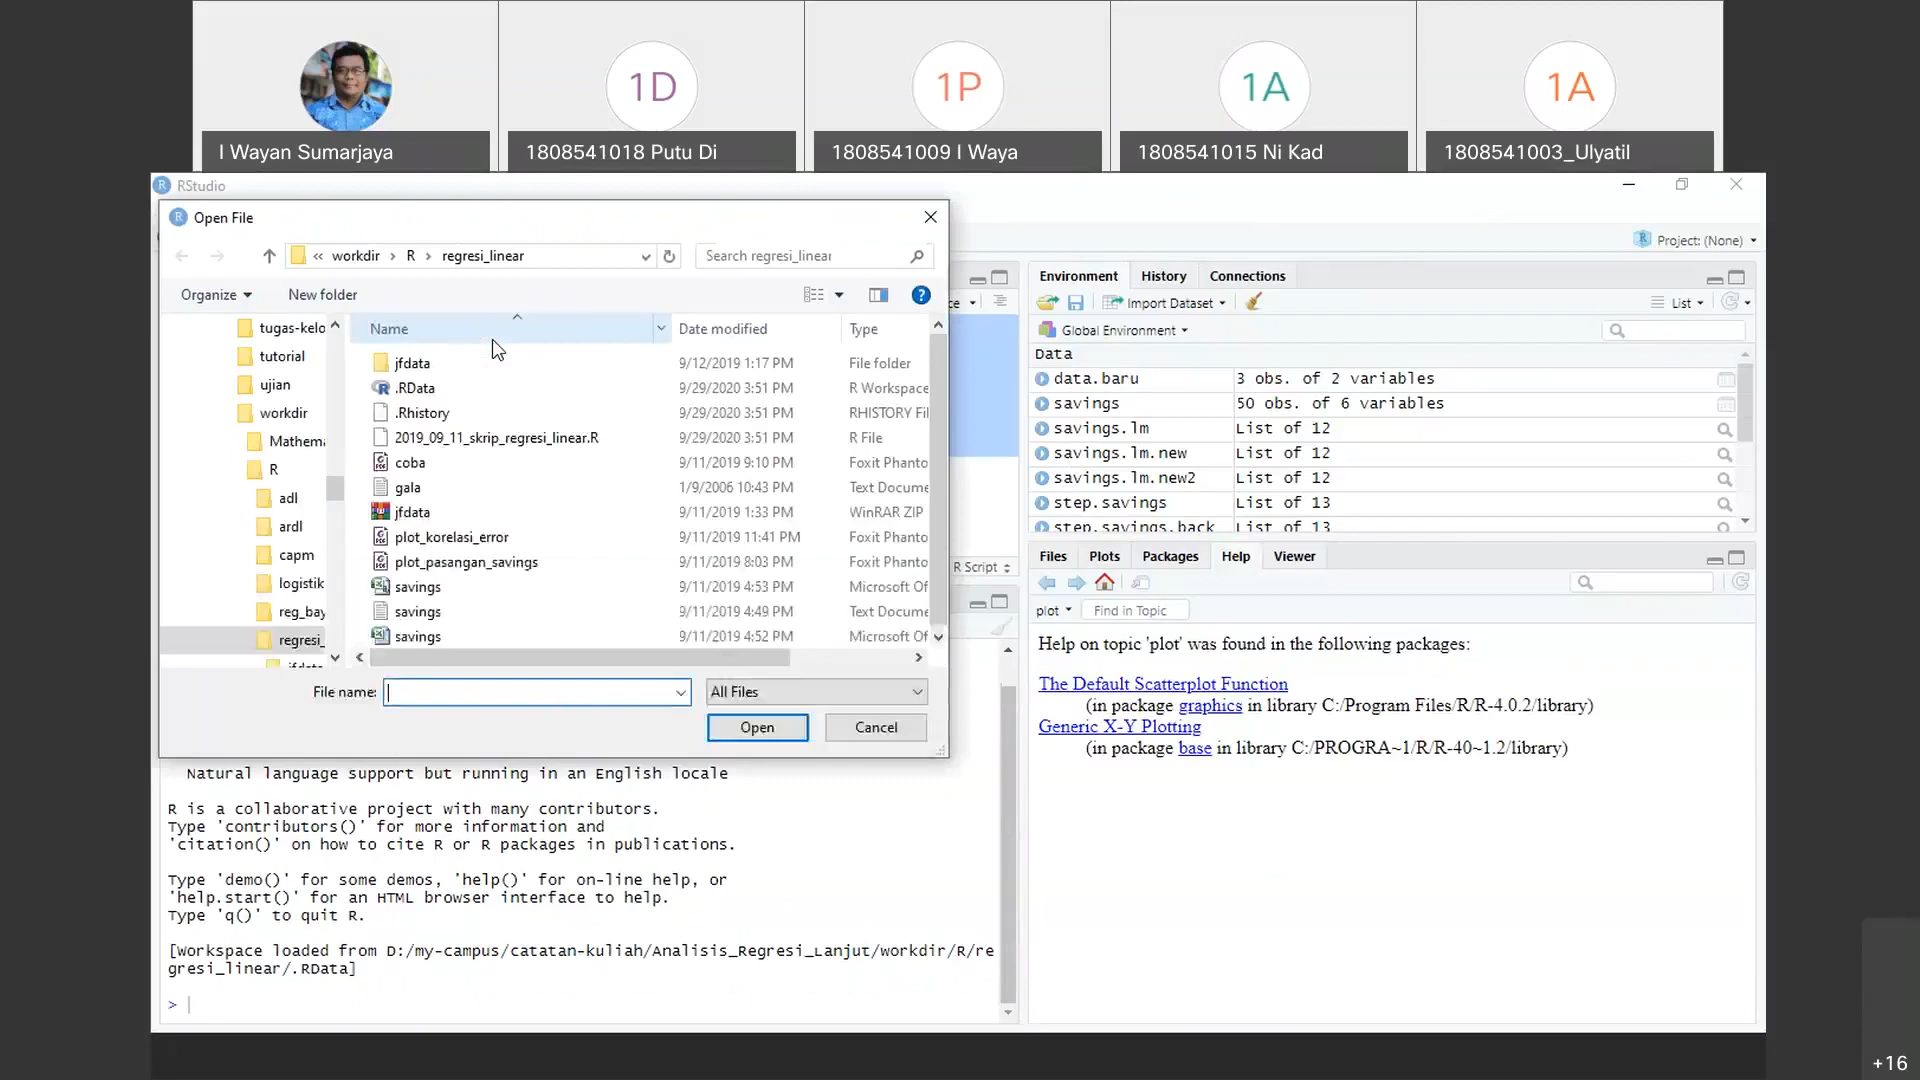 1D
1P
1A
1A
I Wayan Sumarjaya
1808541018 Putu Di
1808541009 I Waya
1808541015 Ni Kad
1808541003_Ulyatil
RStudio
Open File
« workdir > R > regresi_linear
Search regresi_linear
Organize
New folder
Name
Date modified
Type
tugas-kelo
tutorial
ujian
workdir
Mathema
R
adl
ardl
capm
logistik
reg_bay
regresi_
jfdata 9/12/2019 1:17 PM File folder
.RData 9/29/2020 3:51 PM R Workspace
.Rhistory 9/29/2020 3:51 PM RHISTORY Fil
2019_09_11_skrip_regresi_linear.R 9/29/2020 3:51 PM R File
coba 9/11/2019 9:10 PM Foxit Phanto
gala 1/9/2006 10:43 PM Text Docume
jfdata 9/11/2019 1:33 PM WinRAR ZIP
plot_korelasi_error 9/11/2019 11:41 PM Foxit Phanto
plot_pasangan_savings 9/11/2019 8:03 PM Foxit Phanto
savings 9/11/2019 4:53 PM Microsoft Of
savings 9/11/2019 4:49 PM Text Docume
savings 9/11/2019 4:52 PM Microsoft Of
File name:
All Files
Open
Cancel
ce
R Script
Natural language support but running in an English locale
R is a collaborative project with many contributors.
Type 'contributors()' for more information and
'citation()' on how to cite R or R packages in publications.
Type 'demo()' for some demos, 'help()' for on-line help, or
'help.start()' for an HTML browser interface to help.
Type 'q()' to quit R.
[Workspace loaded from D:/my-campus/catatan-kuliah/Analisis_Regresi_Lanjut/workdir/R/re
gresi_linear/.RData]
>
Project: (None)
Environment
History
Connections
Import Dataset
List
Global Environment
Data
data.baru 3 obs. of 2 variables
savings 50 obs. of 6 variables
savings.lm List of 12
savings.lm.new List of 12
savings.lm.new2 List of 12
step.savings List of 13
step.savings.back List of 13
Files
Plots
Packages
Help
Viewer
plot
Find in Topic
Help on topic 'plot' was found in the following packages:
The Default Scatterplot Function
(in package graphics in library C:/Program Files/R/R-4.0.2/library)
Generic X-Y Plotting
(in package base in library C:/PROGRA~1/R/R-40~1.2/library)
+16